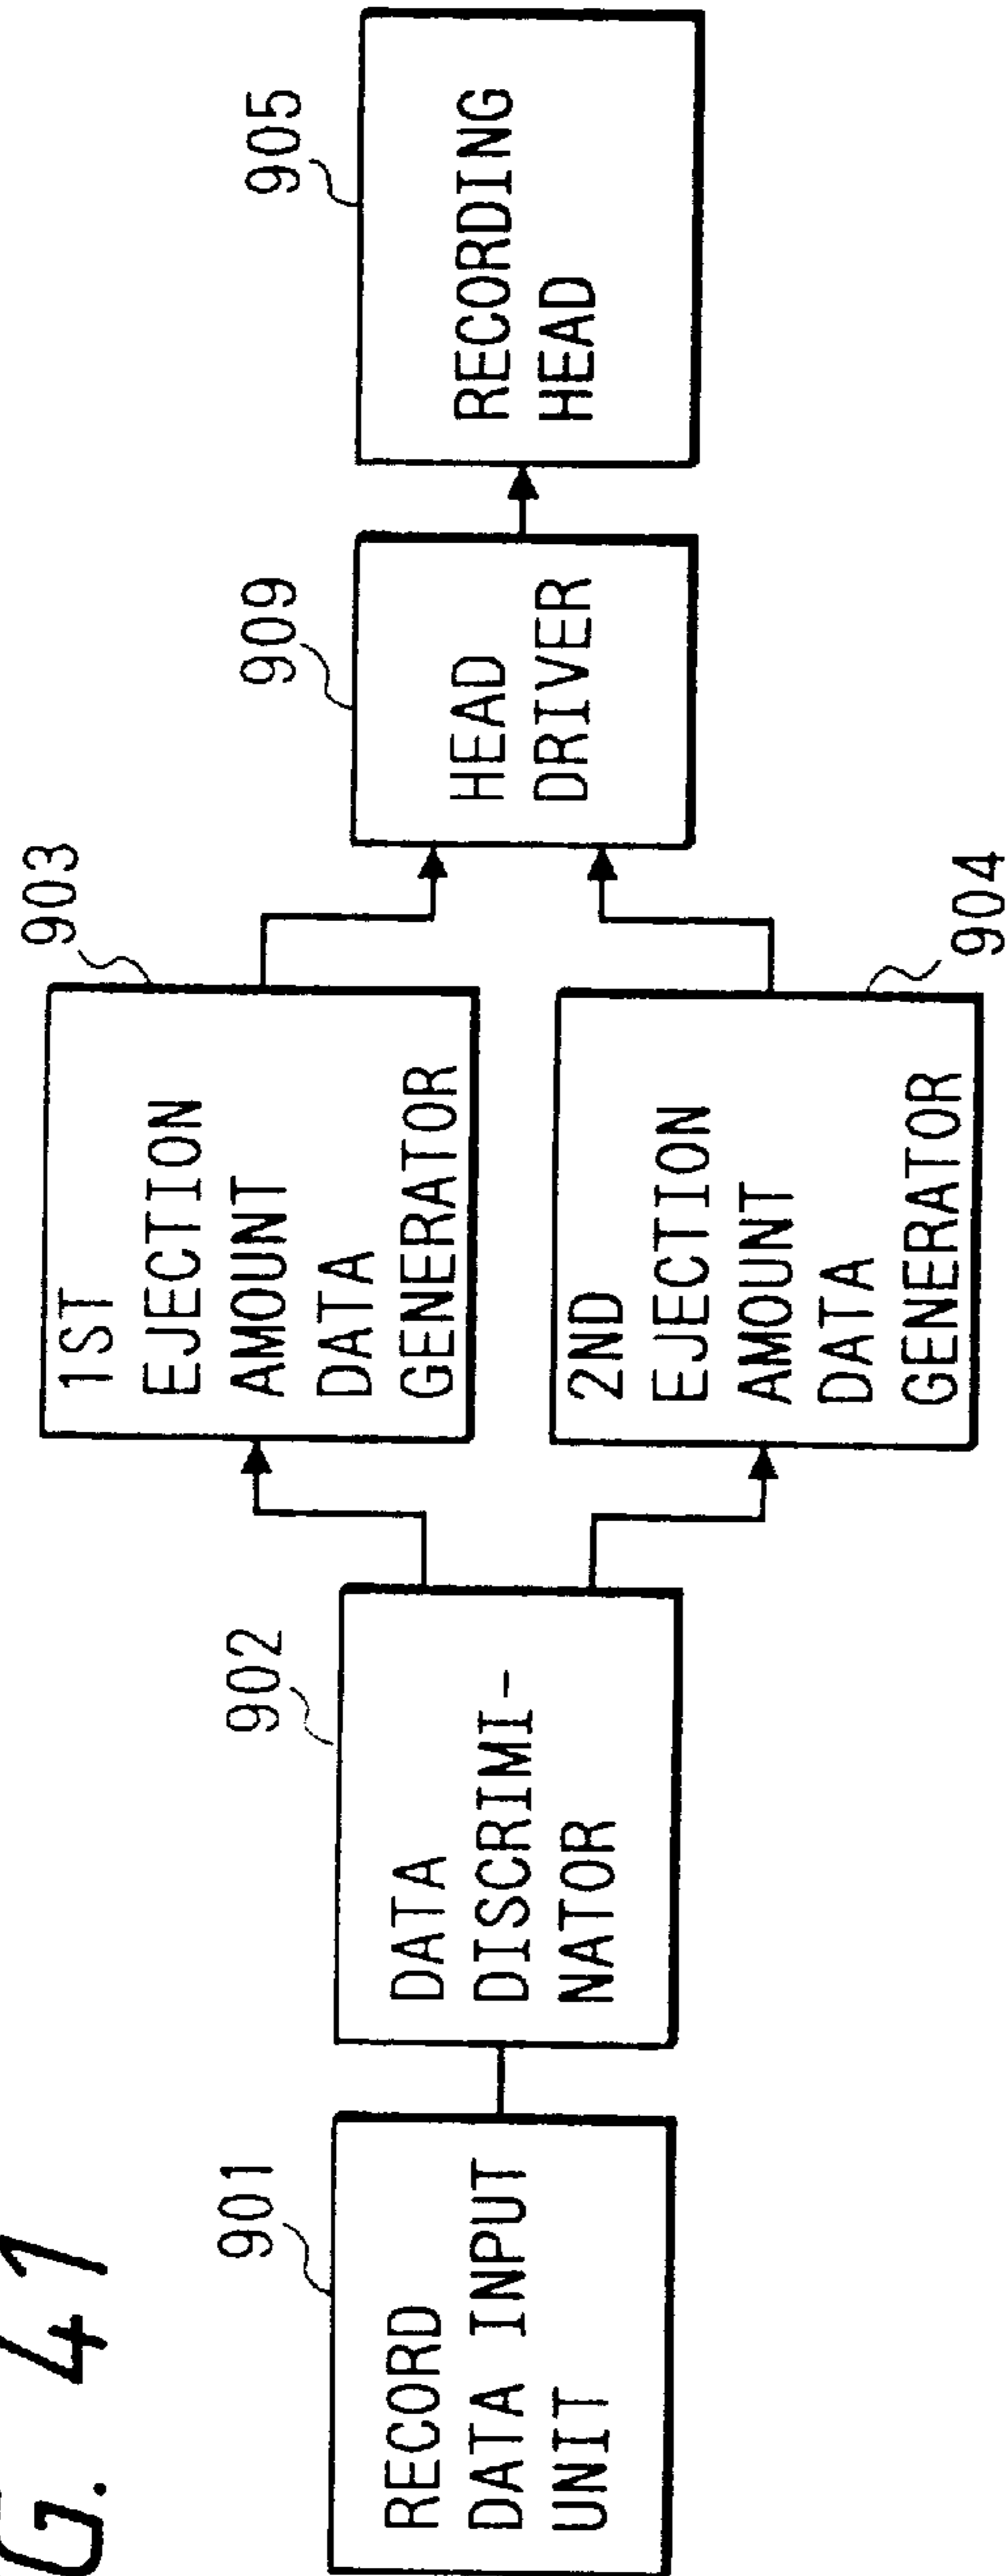 G. 41
901
RECORD
DATA INPUT
UNIT
902
DATA
DISCRIMI-
NATOR
903
1ST
EJECTION
AMOUNT
DATA
GENERATOR
2ND
EJECTION
AMOUNT
DATA
GENERATOR
904
909
HEAD
DRIVER
905
RECORDING
HEAD